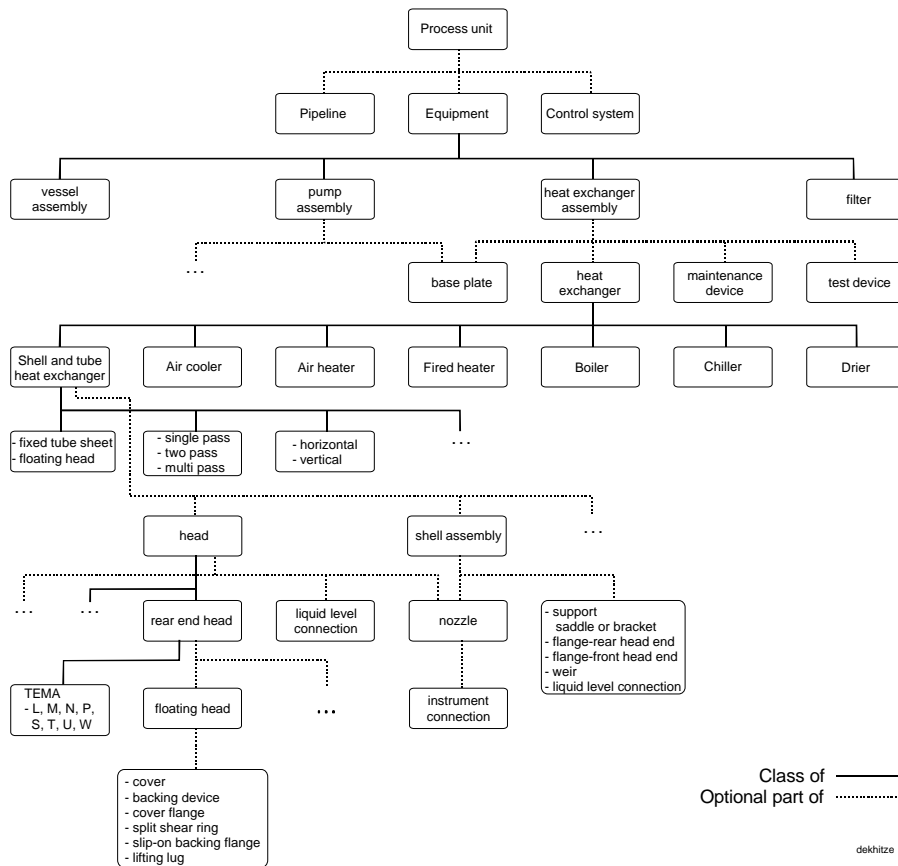 Process unit
Pipeline
Equipment
Control system
vessel
assembly
pump
assembly
heat exchanger
assembly
filter
...
base plate
heat
exchanger
maintenance
device
test device
Shell and tube
heat exchanger
Air cooler
Air heater
Fired heater
Boiler
Chiller
Drier
- fixed tube sheet
- floating head
- single pass
- two pass
- multi pass
- horizontal
- vertical
...
head
shell assembly
...
...
...
rear end head
liquid level
connection
nozzle
- support
saddle or bracket
- flange-rear head end
- flange-front head end
- weir
- liquid level connection
TEMA
- L, M, N, P,
S, T, U, W
floating head
...
instrument
connection
- cover
- backing device
- cover flange
- split shear ring
- slip-on backing flange
- lifting lug
Class of
Optional part of
dekhitze